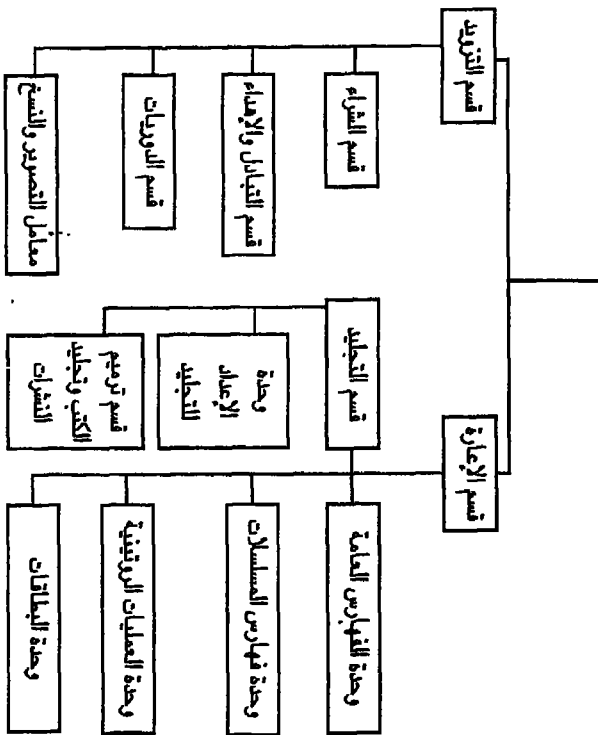 قسم التزويد
قسم الشراء
قسم التبادل والإهداء
قسم الدوريات
معامل التصوير والنسخ
قسم الإعارة
قسم التجليد
وحدة
الإعداد
للتجليد
قسم ترميم
الكتب وتجليد
النشرات
وحدة الفهارس العامة
وحدة فهارس المسلسلات
وحدة العمليات الروتينية
وحدة البطاقات